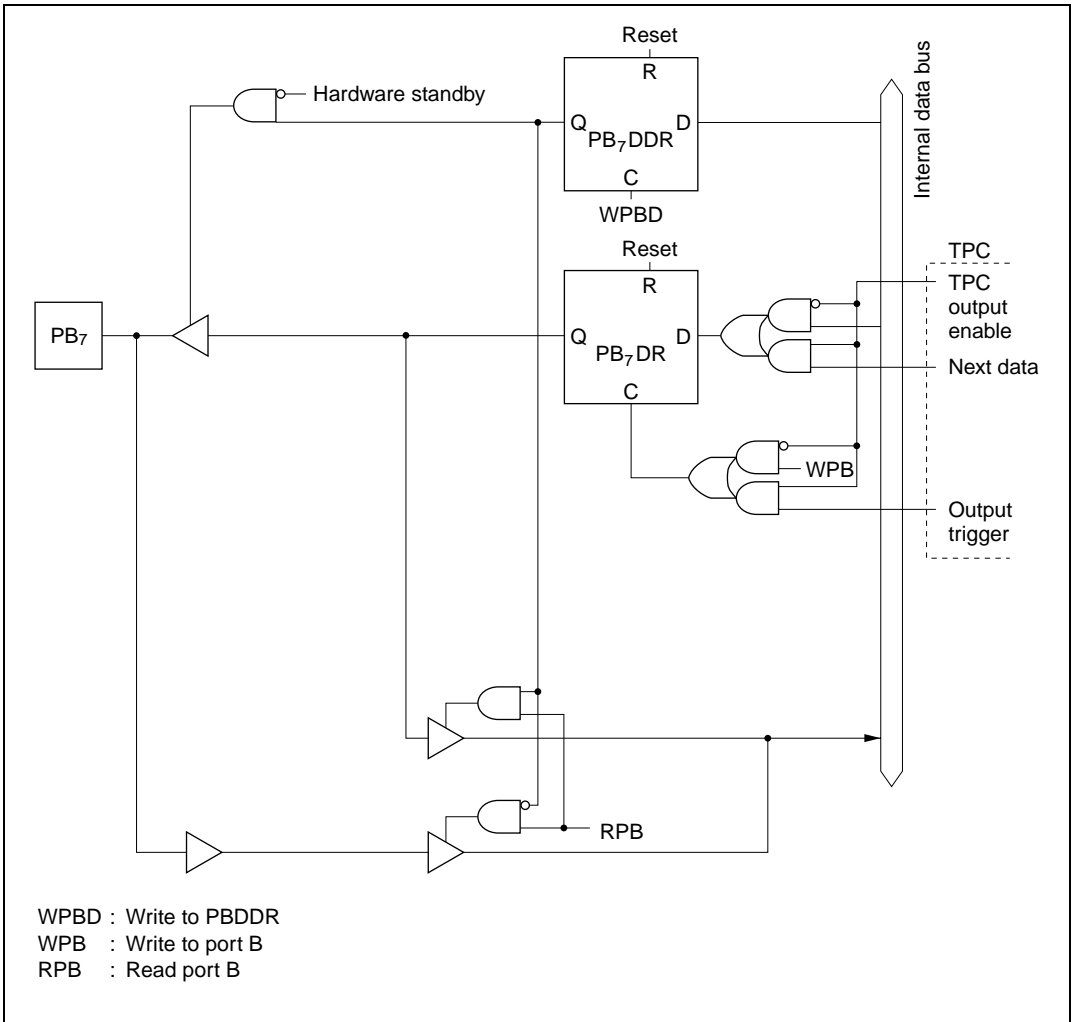 Reset
R
Hardware standby
Q
D
PB₇DDR
C
WPBD
Internal data bus
Reset
R
TPC
TPC
output
enable
PB₇
Q
D
PB₇DR
Next data
C
WPB
Output
trigger
RPB
WPBD : Write to PBDDR
WPB : Write to port B
RPB : Read port B